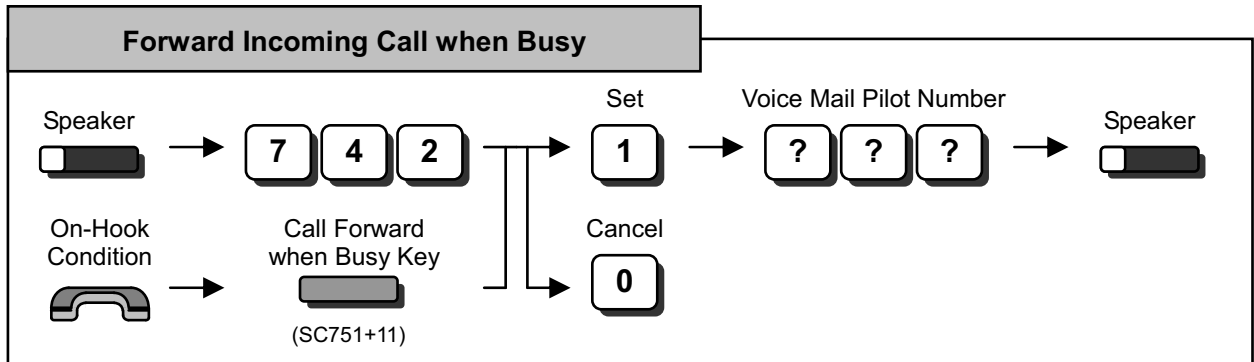 Forward Incoming Call when Busy
Speaker
7 4 2
Set
1
Voice Mail Pilot Number
? ? ?
Speaker
On-Hook
Condition
Call Forward
when Busy Key
(SC751+11)
Cancel
0